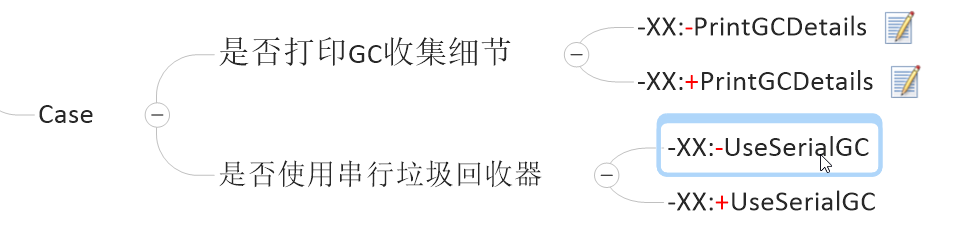 Case
是否打印GC收集细节
-XX:-PrintGCDetails
-XX:+PrintGCDetails
是否使用串行垃圾回收器
-XX:-UseSerialGC
-XX:+UseSerialGC